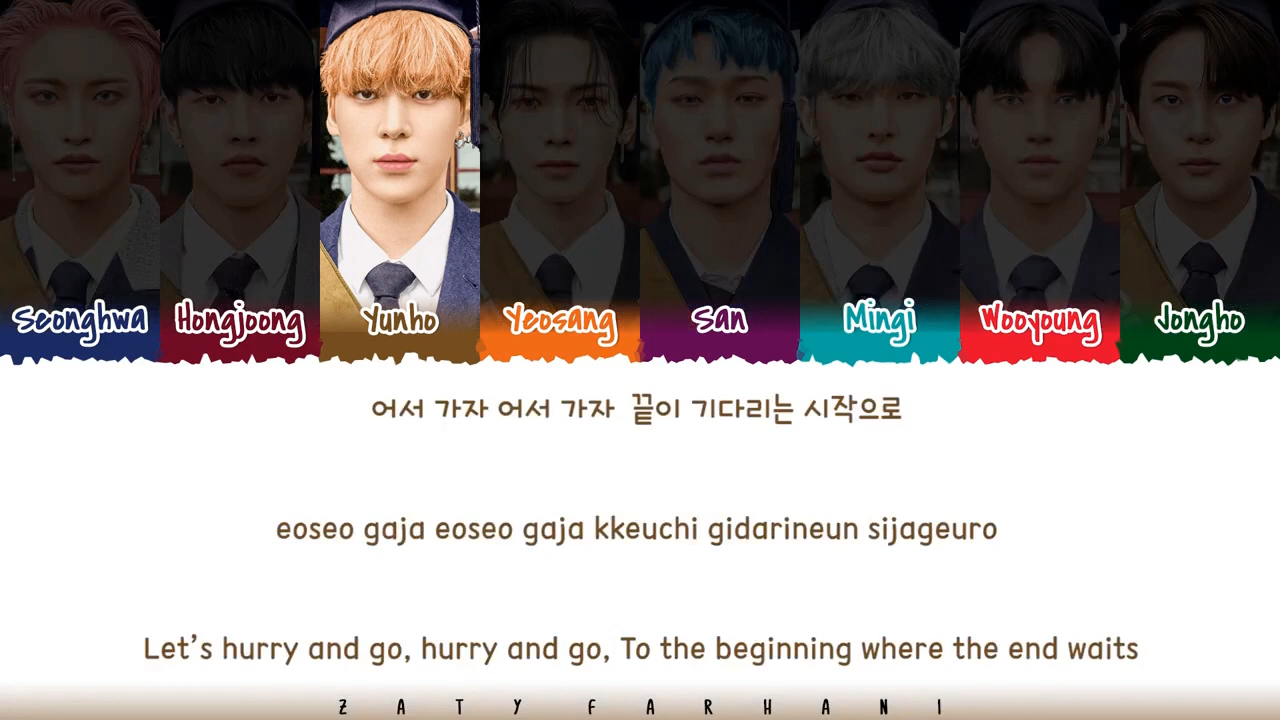 Seonghwa Hongjoong Yunho Yeosang San Mingi Wooyoung Jongho
어서 가자 어서 가자 끝이 기다리는 시작으로
eoseo gaja eoseo gaja kkeuchi gidarineun sijageuro
Let's hurry and go, hurry and go, To the beginning where the end waits
ZATY FARHANI